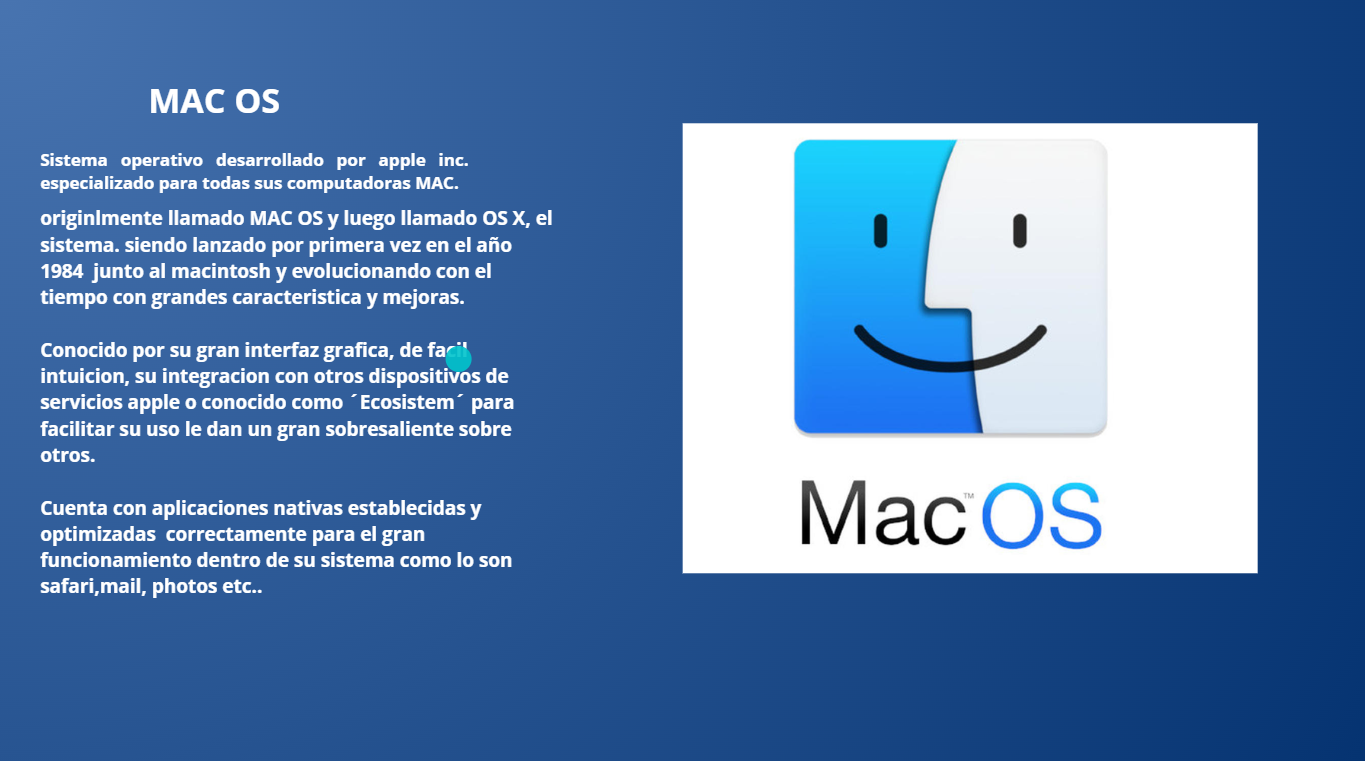 MAC OS
Sistema operativo desarrollado por apple inc.
especializado para todas sus computadoras MAC.
originlmente llamado MAC OS y luego llamado OS X, el
sistema. siendo lanzado por primera vez en el año
1984 junto al macintosh y evolucionando con el
tiempo con grandes caracteristica y mejoras.
Conocido por su gran interfaz grafica, de facil
intuicion, su integracion con otros dispositivos de
servicios apple o conocido como ´Ecosistem´ para
facilitar su uso le dan un gran sobresaliente sobre
otros.
Cuenta con aplicaciones nativas establecidas y
optimizadas correctamente para el gran
funcionamiento dentro de su sistema como lo son
safari,mail, photos etc..
Mac™OS